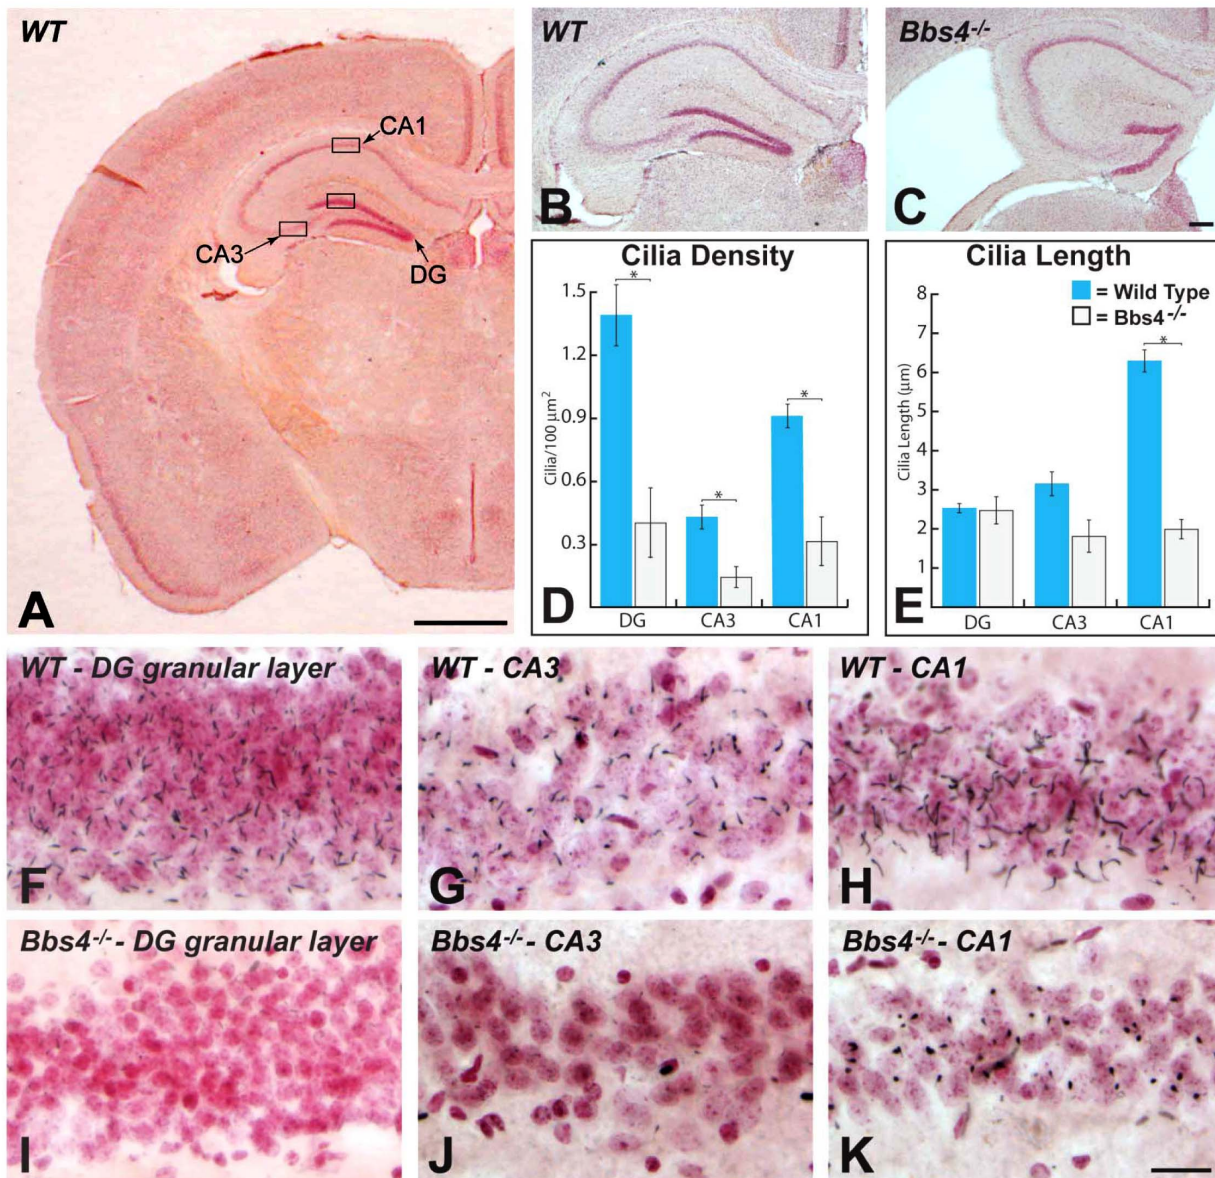 WT
CA1
CA3
DG
A
WT
B
Bbs4-/-
C
Cilia Density
Cilia/100 μm2
1.5
1.2
0.9
0.6
0.3
*
*
*
DG
CA3
CA1
D
Cilia Length
Cilia Length (μm)
8
7
6
5
4
3
2
1
= Wild Type
= Bbs4-/-
*
DG
CA3
CA1
E
WT - DG granular layer
F
WT - CA3
G
WT - CA1
H
Bbs4-/- - DG granular layer
I
Bbs4-/- - CA3
J
Bbs4-/- - CA1
K